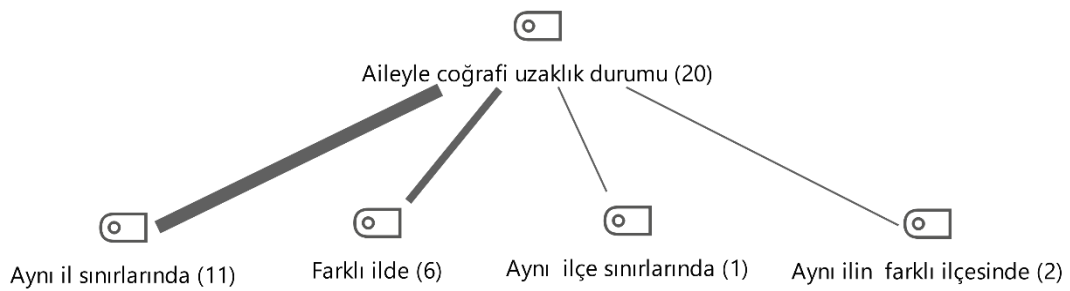 Aileyle coğrafi uzaklık durumu (20)
Aynı il sınırlarında (11)
Farklı ilde (6)
Aynı ilçe sınırlarında (1)
Aynı ilin farklı ilçesinde (2)